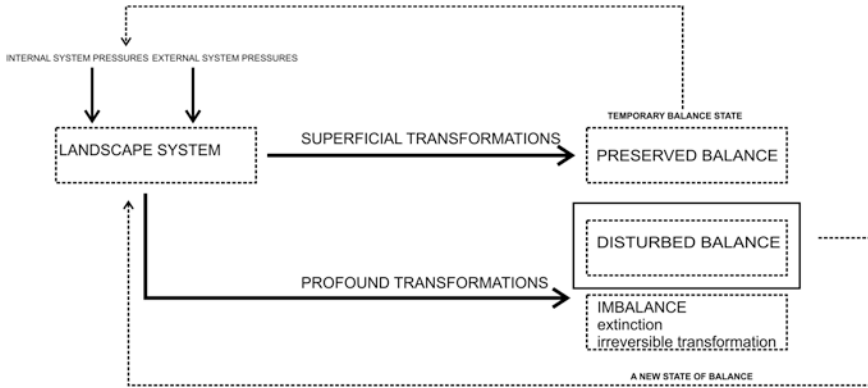 INTERNAL SYSTEM PRESSURES EXTERNAL SYSTEM PRESSURES
TEMPORARY BALANCE STATE
LANDSCAPE SYSTEM
SUPERFICIAL TRANSFORMATIONS
PRESERVED BALANCE
DISTURBED BALANCE
PROFOUND TRANSFORMATIONS
IMBALANCE
extinction
irreversible transformation
A NEW STATE OF BALANCE